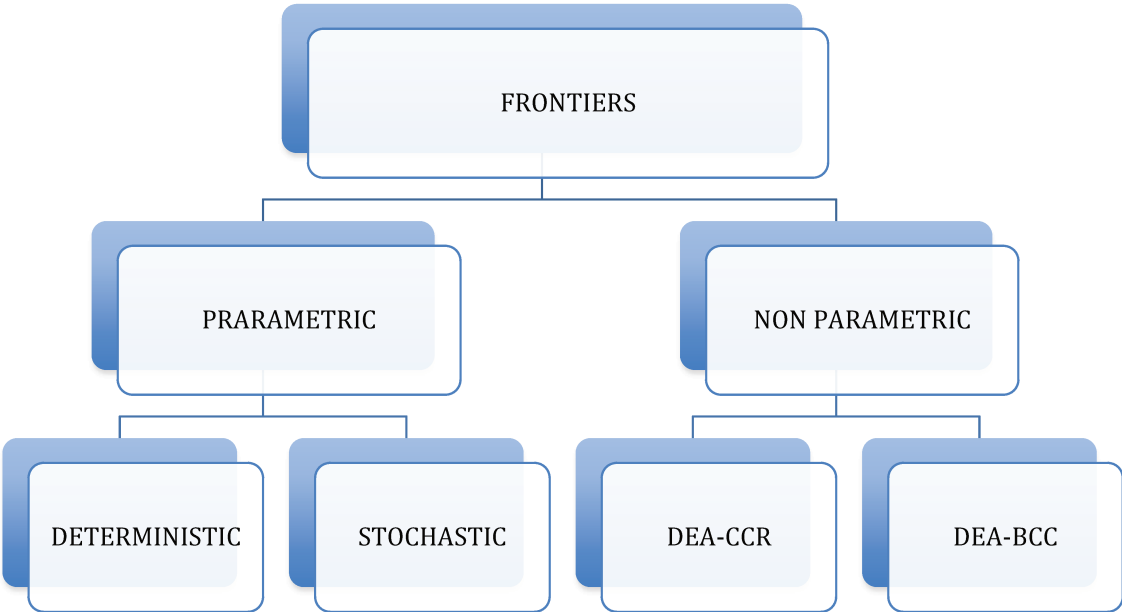 FRONTIERS
PRARAMETRIC
NON PARAMETRIC
DETERMINISTIC
STOCHASTIC
DEA-CCR
DEA-BCC